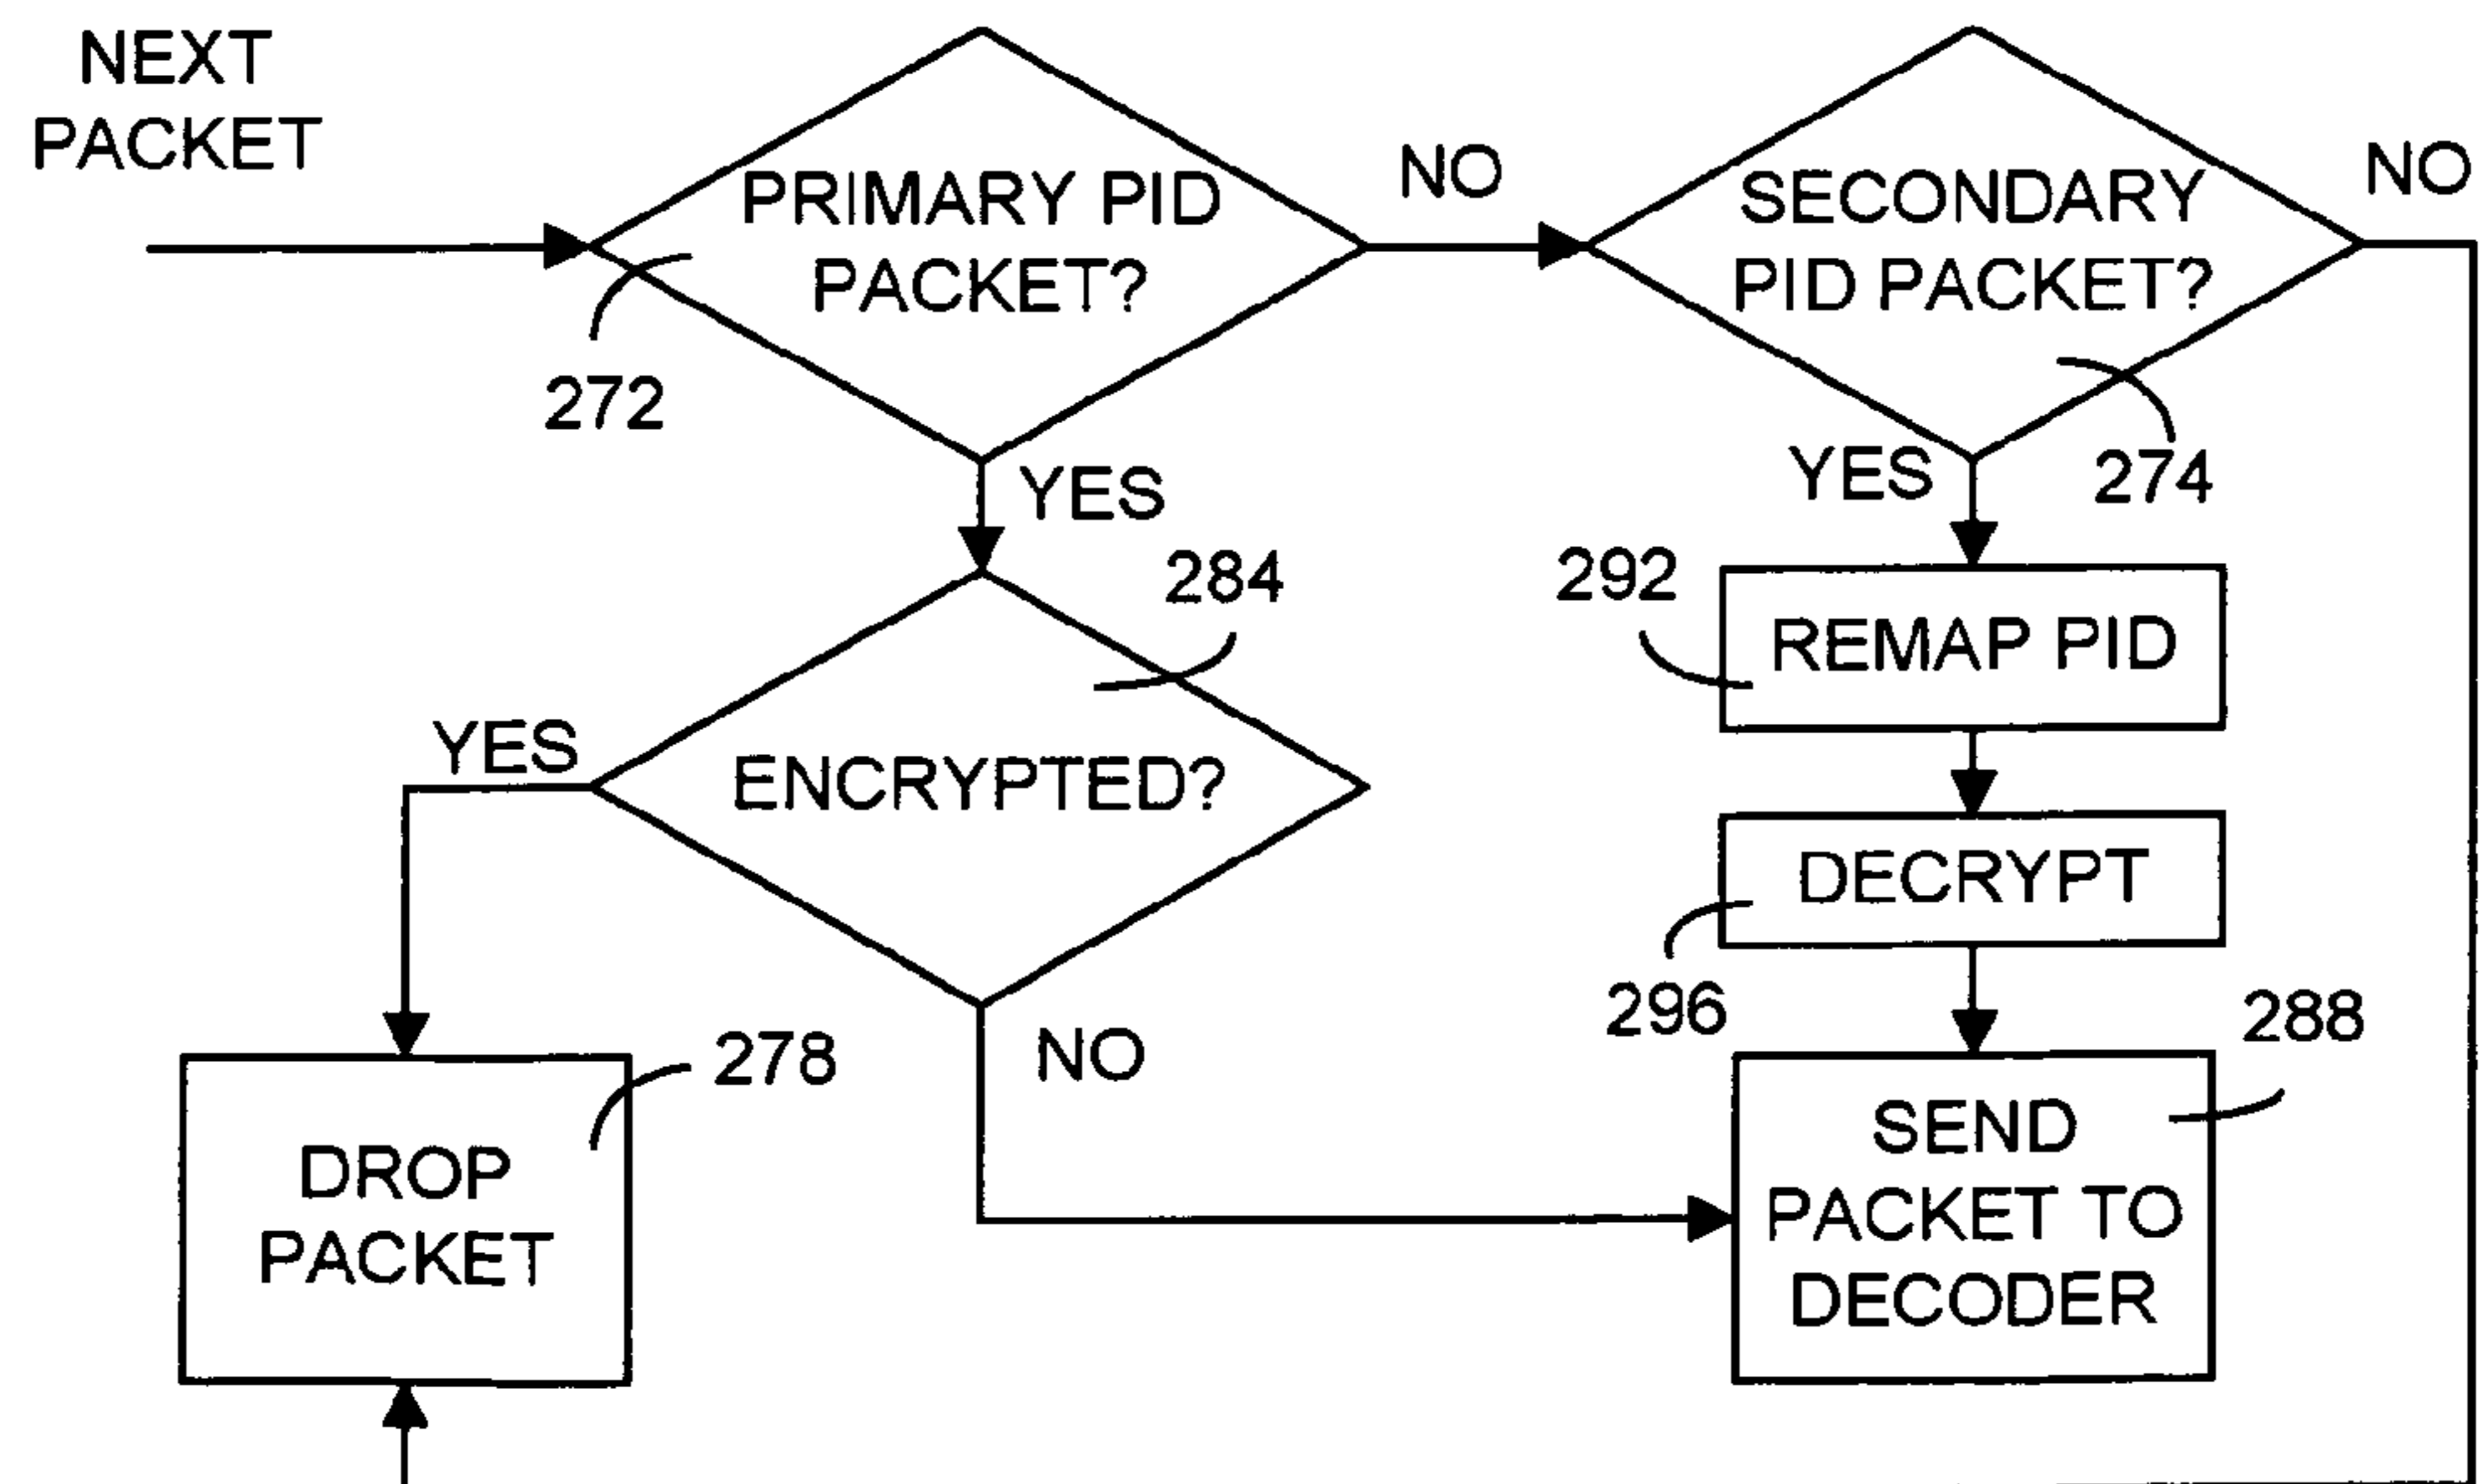 NEXT
PACKET
PRIMARY PID
PACKET?
272
NO
SECONDARY
PID PACKET?
274
NO
YES
YES
284
ENCRYPTED?
YES
NO
292
REMAP PID
DECRYPT
296
278
DROP
PACKET
288
SEND
PACKET TO
DECODER